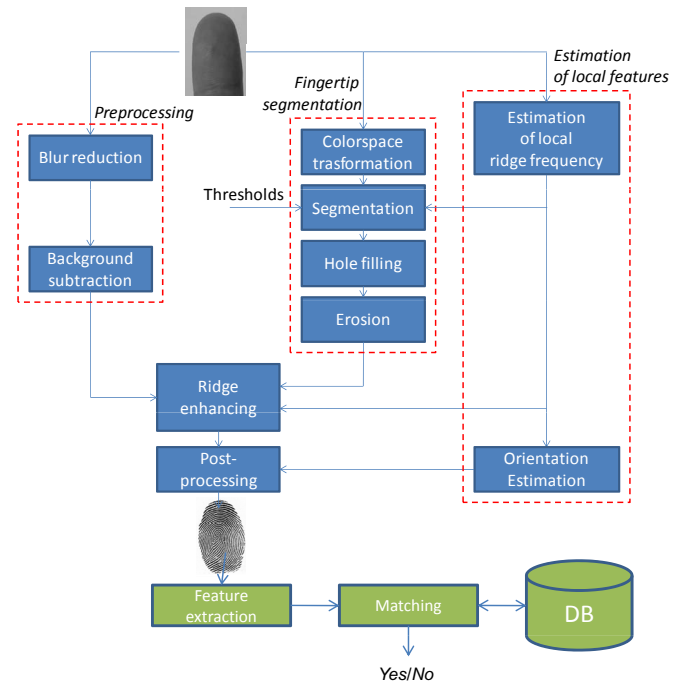 Estimation
of local features
Fingertip
segmentation
Preprocessing
Blur reduction
Background
subtraction
Colorspace
trasformation
Thresholds
Segmentation
Hole filling
Erosion
Estimation
of local
ridge frequency
Ridge
enhancing
Post-
processing
Orientation
Estimation
Feature
extraction
Matching
DB
Yes/No